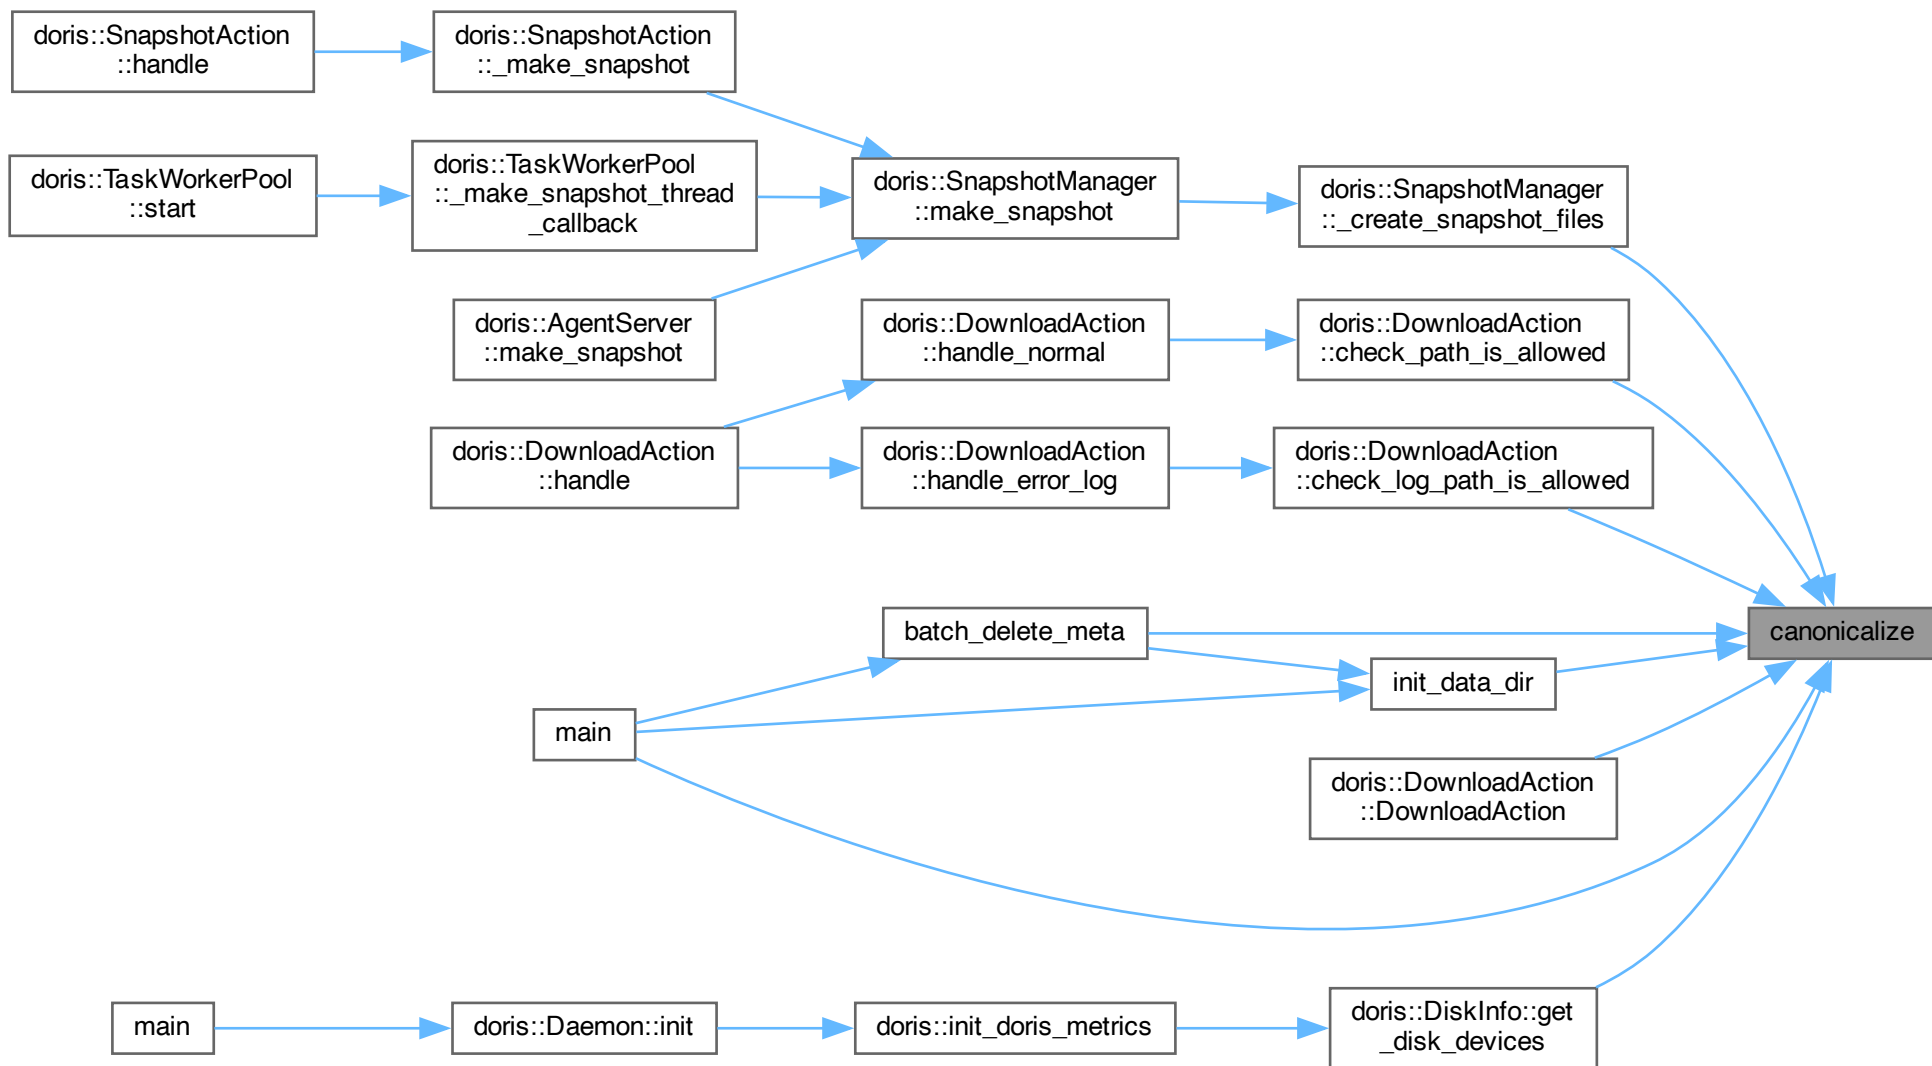 doris::SnapshotAction
::handle
doris::SnapshotAction
::_make_snapshot
doris::TaskWorkerPool
::start
doris::TaskWorkerPool
::_make_snapshot_thread
_callback
doris::SnapshotManager
::make_snapshot
doris::SnapshotManager
::_create_snapshot_files
doris::AgentServer
::make_snapshot
doris::DownloadAction
::handle_normal
doris::DownloadAction
::check_path_is_allowed
doris::DownloadAction
::handle
doris::DownloadAction
::handle_error_log
doris::DownloadAction
::check_log_path_is_allowed
batch_delete_meta
canonicalize
init_data_dir
main
doris::DownloadAction
::DownloadAction
main
doris::Daemon::init
doris::init_doris_metrics
doris::DiskInfo::get
_disk_devices